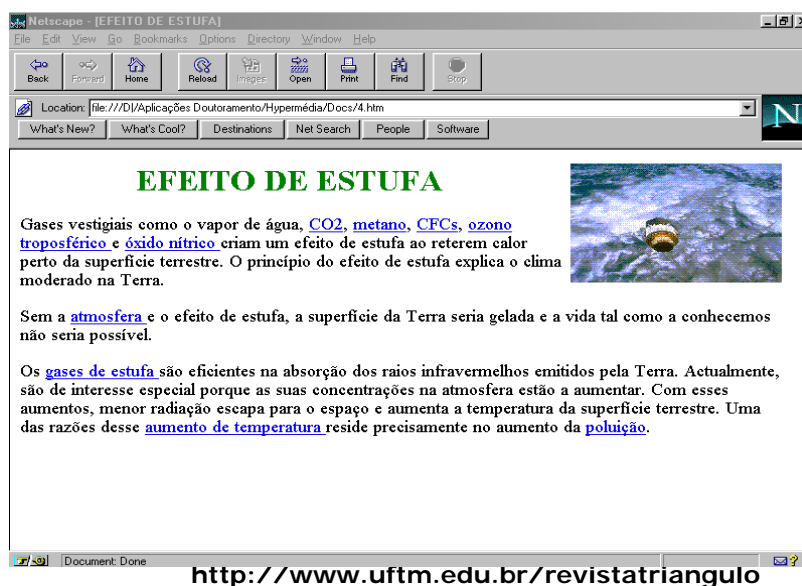 Netscape - [EFEITO DE ESTUFA]
File Edit View Go Bookmarks Options Directory Window Help
Back Forward Home Reload Images Open Print Find Stop
Location: file:///D|/Aplicações Doutoramento/Hypermédia/Docs/4.htm
N
What's New? What's Cool? Destinations Net Search People Software
EFEITO DE ESTUFA
Gases vestigiais como o vapor de água, CO2, metano, CFCs, ozono
troposférico e óxido nítrico criam um efeito de estufa ao reterem calor
perto da superfície terrestre. O princípio do efeito de estufa explica o clima
moderado na Terra.
Sem a atmosfera e o efeito de estufa, a superfície da Terra seria gelada e a vida tal como a conhecemos
não seria possível.
Os gases de estufa são eficientes na absorção dos raios infravermelhos emitidos pela Terra. Actualmente,
são de interesse especial porque as suas concentrações na atmosfera estão a aumentar. Com esses
aumentos, menor radiação escapa para o espaço e aumenta a temperatura da superfície terrestre. Uma
das razões desse aumento de temperatura reside precisamente no aumento da poluição.
Document: Done
http://www.uftm.edu.br/revistatriangulo